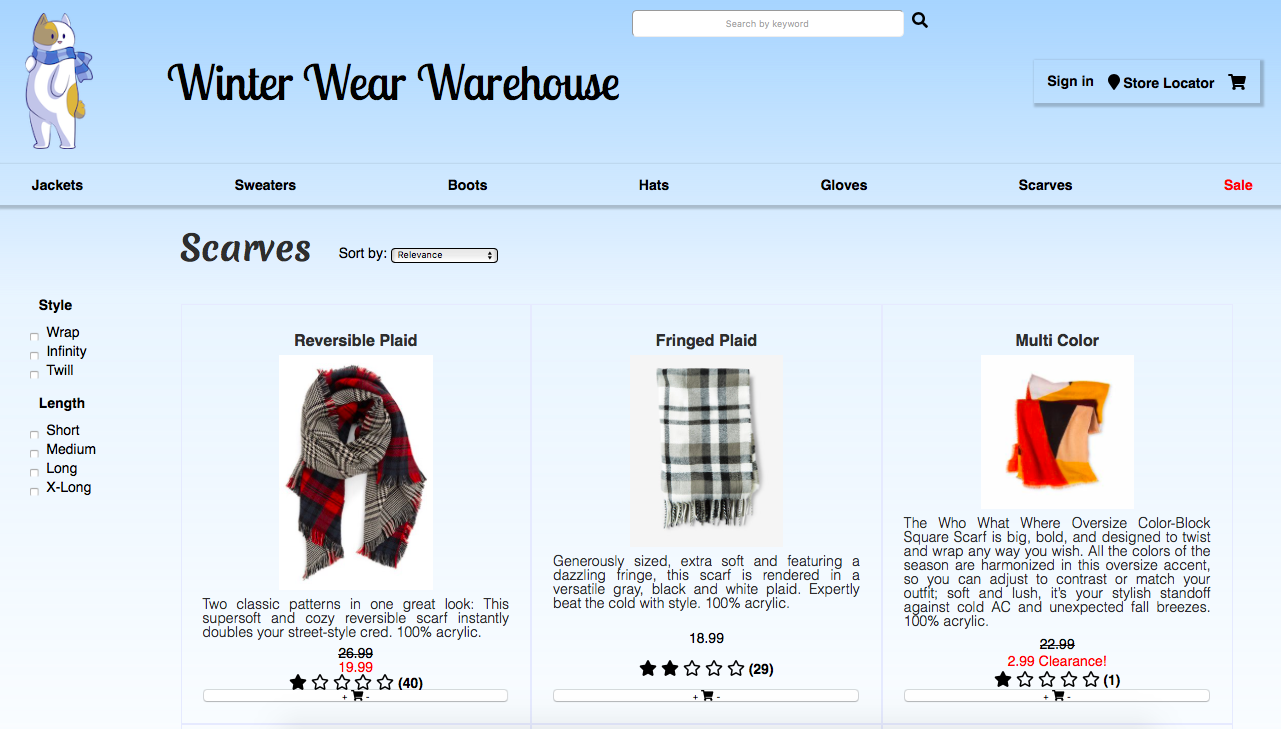 Search by keyword
Winter Wear Warehouse
Sign in Store Locator
Jackets Sweaters Boots Hats Gloves Scarves Sale
Scarves Sort by: Relevance
Style
Wrap
Infinity
Twill
Length
Short
Medium
Long
X-Long
Reversible Plaid
Two classic patterns in one great look: This
supersoft and cozy reversible scarf instantly
doubles your street-style cred. 100% acrylic.
26.99
19.99
(40)
+ -
Fringed Plaid
Generously sized, extra soft and featuring a
dazzling fringe, this scarf is rendered in a
versatile gray, black and white plaid. Expertly
beat the cold with style. 100% acrylic.
18.99
(29)
+ -
Multi Color
The Who What Where Oversize Color-Block
Square Scarf is big, bold, and designed to twist
and wrap any way you wish. All the colors of the
season are harmonized in this oversize accent,
so you can adjust to contrast or match your
outfit; soft and lush, it's your stylish standoff
against cold AC and unexpected fall breezes.
100% acrylic.
22.99
2.99 Clearance!
(1)
+ -